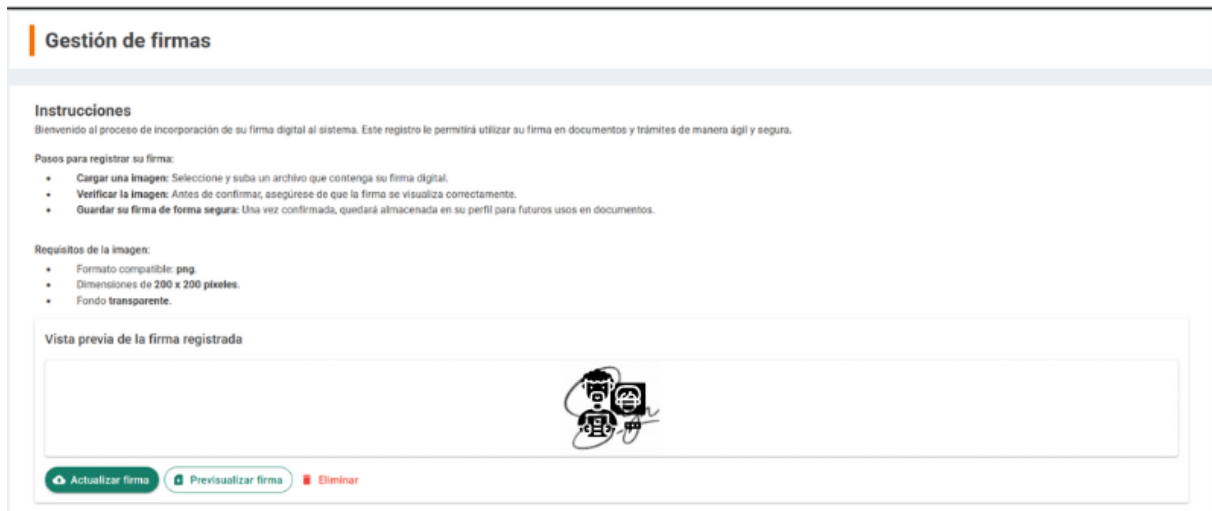 Gestión de firmas
Instrucciones
Bienvenido al proceso de incorporación de su firma digital al sistema. Este registro le permitirá utilizar su firma en documentos y trámites de manera ágil y segura.
Pasos para registrar su firma:
• Cargar una imagen: Seleccione y suba un archivo que contenga su firma digital.
• Verificar la imagen: Antes de confirmar, asegúrese de que la firma se visualiza correctamente.
• Guardar su firma de forma segura: Una vez confirmada, quedará almacenada en su perfil para futuros usos en documentos.
Requisitos de la imagen:
• Formato compatible: png.
• Dimensiones de 200 x 200 píxeles.
• Fondo transparente.
Vista previa de la firma registrada
Actualizar firma Previsualizar firma Eliminar